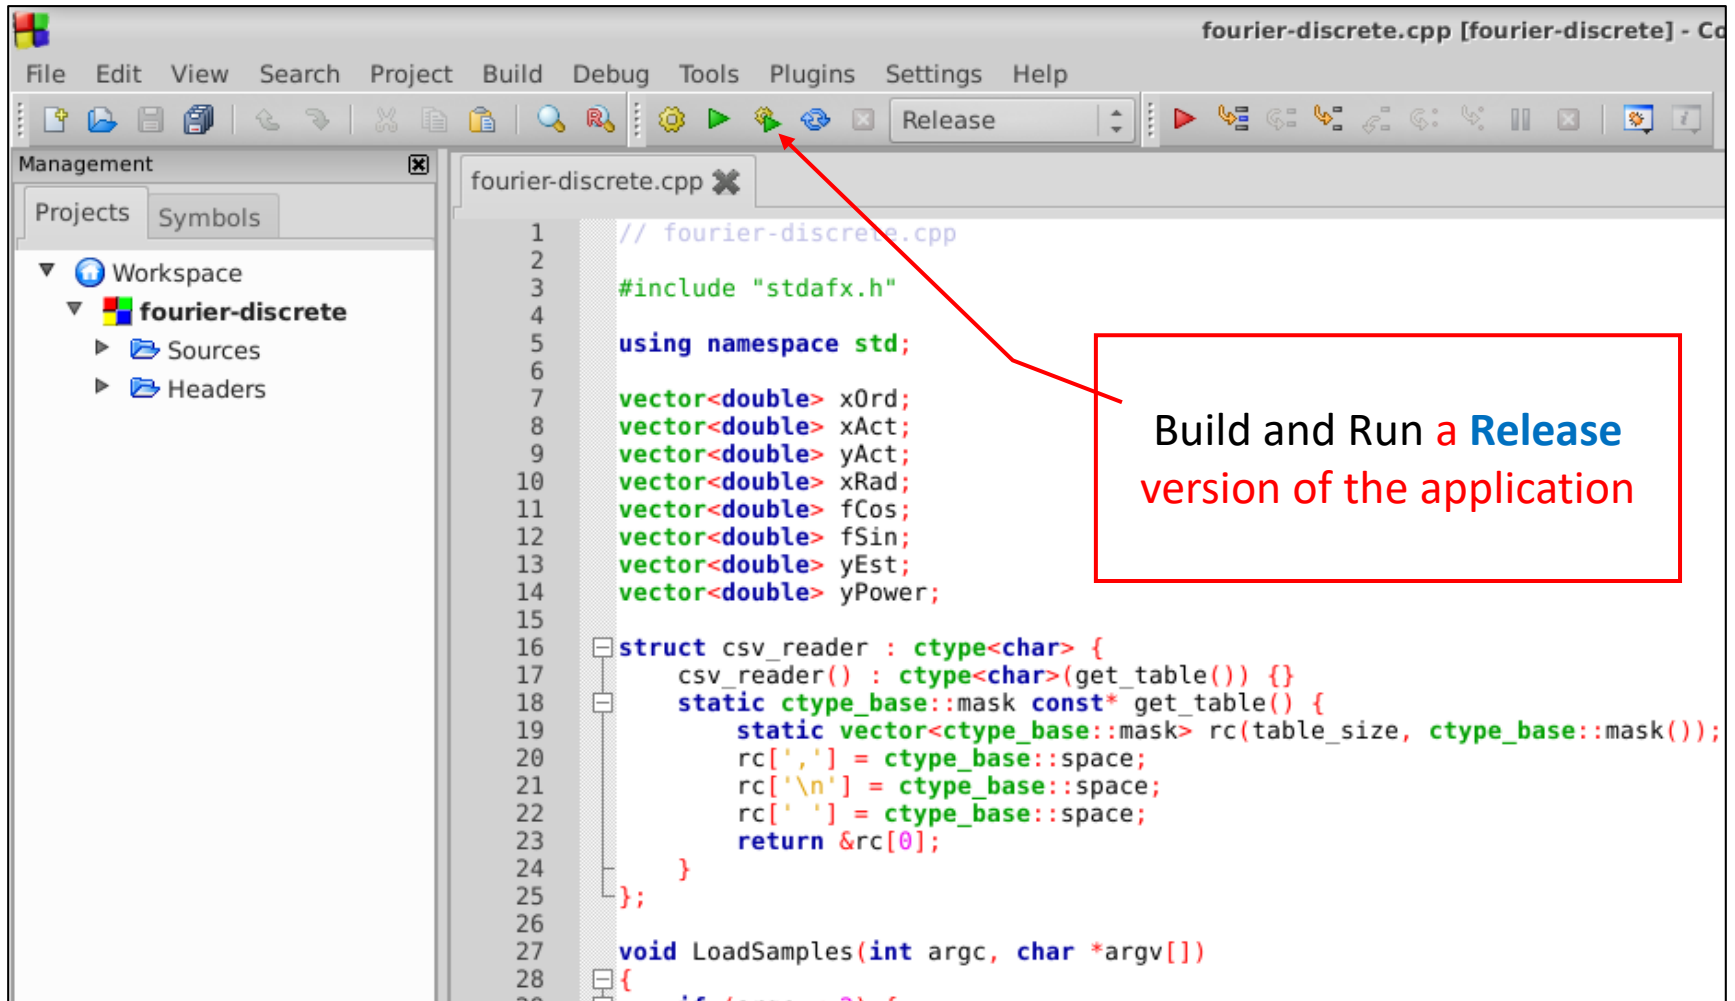 fourier-discrete.cpp [fourier-discrete] - Co
File Edit View Search Project Build Debug Tools Plugins Settings Help
Release
Management
Projects Symbols
fourier-discrete.cpp
Workspace
fourier-discrete
Sources
Headers
1 // fourier-discrete.cpp
2
3 #include "stdafx.h"
4
5 using namespace std;
6
7 vector<double> xOrd;
8 vector<double> xAct;
9 vector<double> yAct;
10 vector<double> xRad;
11 vector<double> fCos;
12 vector<double> fSin;
13 vector<double> yEst;
14 vector<double> yPower;
15
16 struct csv_reader : ctype<char> {
17 csv_reader() : ctype<char>(get_table()) {}
18 static ctype_base::mask const* get_table() {
19 static vector<ctype_base::mask> rc(table_size, ctype_base::mask());
20 rc[','] = ctype_base::space;
21 rc['\n'] = ctype_base::space;
22 rc[' '] = ctype_base::space;
23 return &rc[0];
24 }
25 };
26
27 void LoadSamples(int argc, char *argv[])
28 {
Build and Run a Release
version of the application